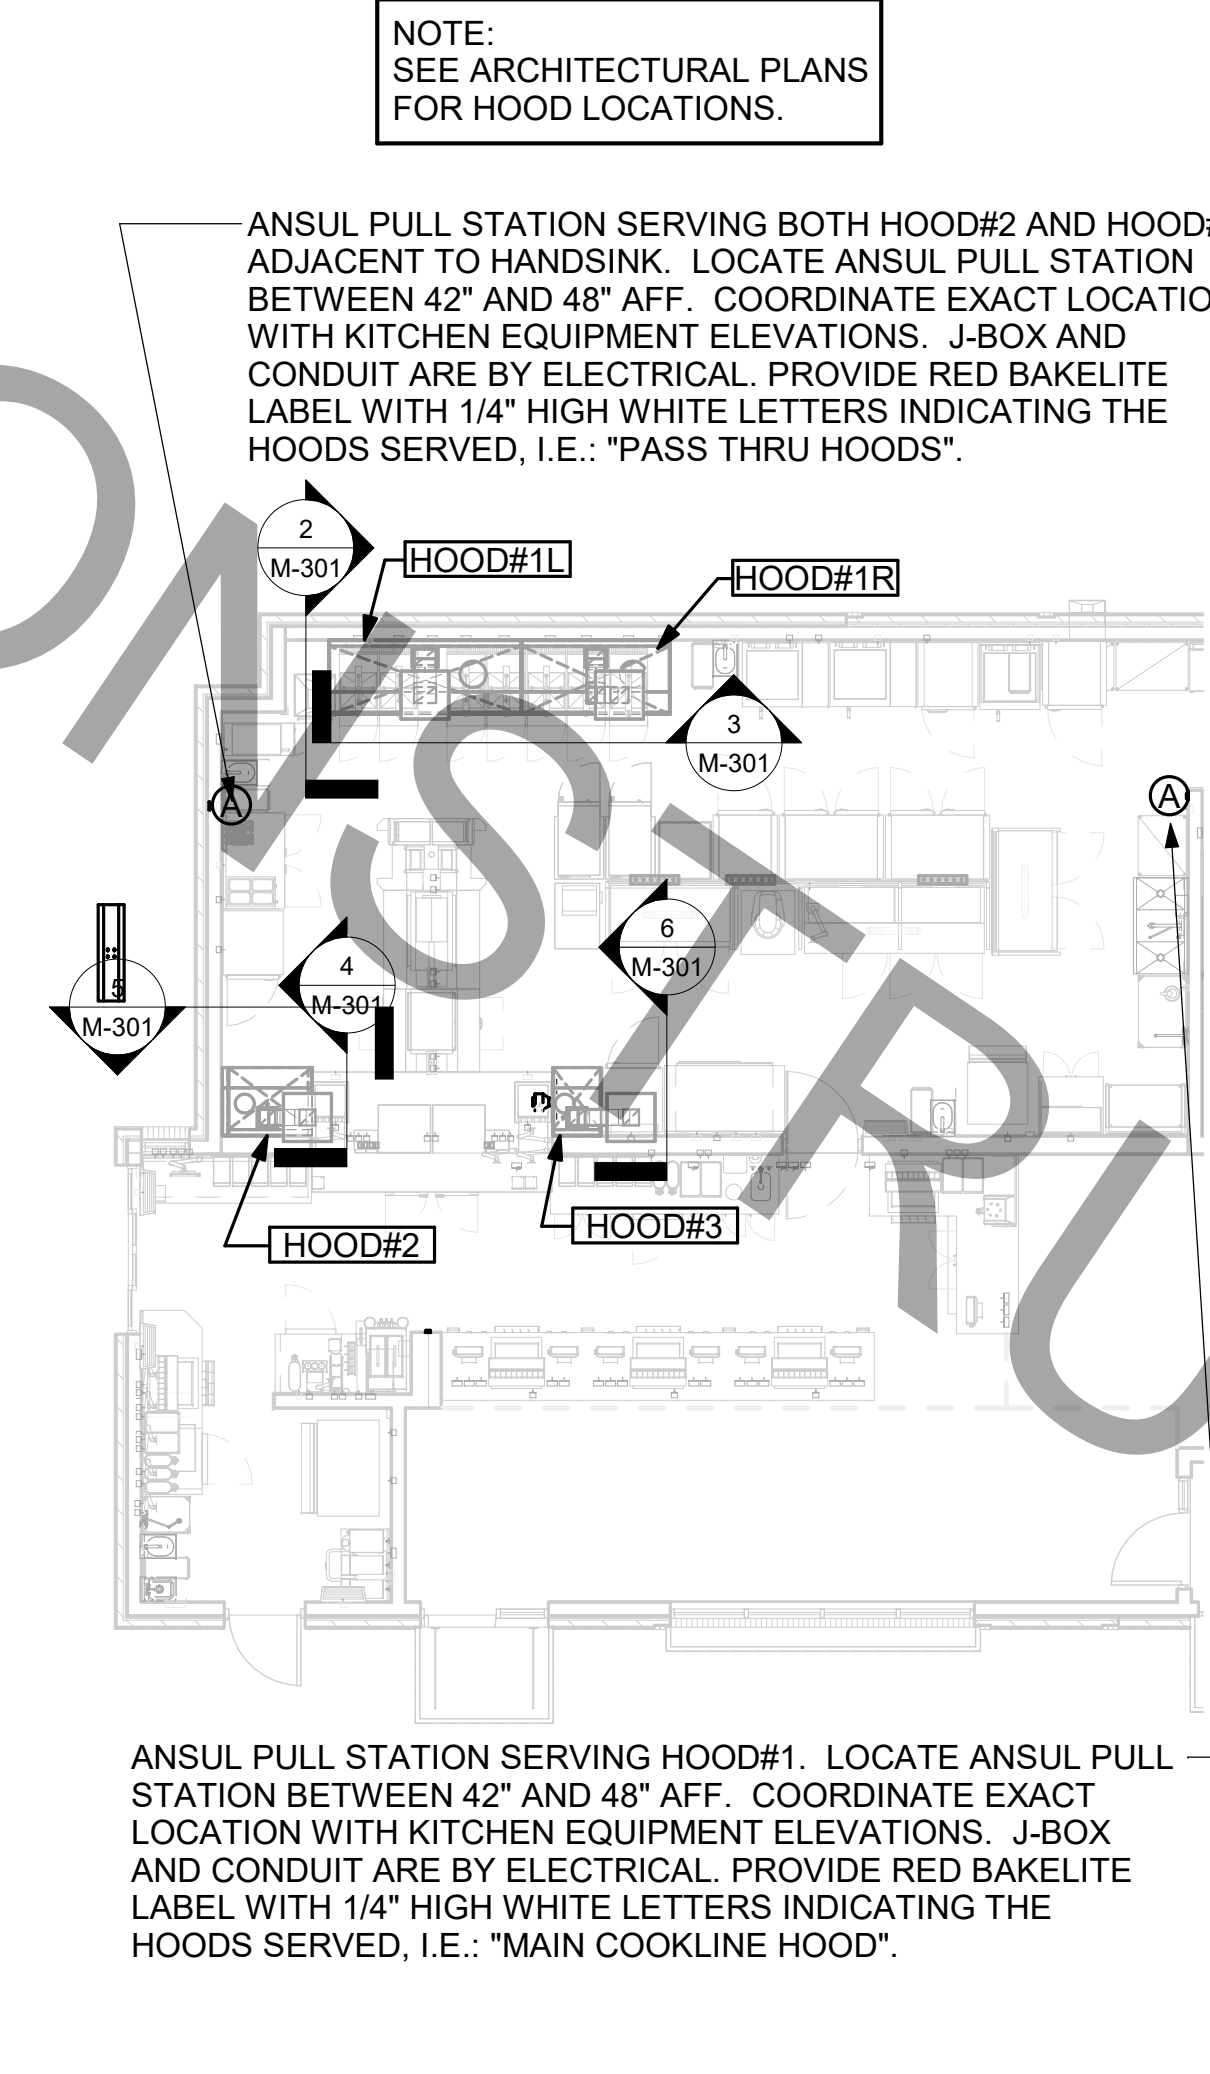 NOTE:
SEE ARCHITECTURAL PLANS
FOR HOOD LOCATIONS.
ANSUL PULL STATION SERVING BOTH HOOD#2 AND HOOD#
ADJACENT TO HANDSINK. LOCATE ANSUL PULL STATION
BETWEEN 42" AND 48" AFF. COORDINATE EXACT LOCATIO
WITH KITCHEN EQUIPMENT ELEVATIONS. J-BOX AND
CONDUIT ARE BY ELECTRICAL. PROVIDE RED BAKELITE
LABEL WITH 1/4" HIGH WHITE LETTERS INDICATING THE
HOODS SERVED, I.E.: "PASS THRU HOODS".
2
M-301
HOOD#1L
HOOD#1R
3
M-301
A
A
6
M-301
4
M-301
5
M-301
HOOD#2
HOOD#3
ONSTRU
ANSUL PULL STATION SERVING HOOD#1. LOCATE ANSUL PULL
STATION BETWEEN 42" AND 48" AFF. COORDINATE EXACT
LOCATION WITH KITCHEN EQUIPMENT ELEVATIONS. J-BOX
AND CONDUIT ARE BY ELECTRICAL. PROVIDE RED BAKELITE
LABEL WITH 1/4" HIGH WHITE LETTERS INDICATING THE
HOODS SERVED, I.E.: "MAIN COOKLINE HOOD".